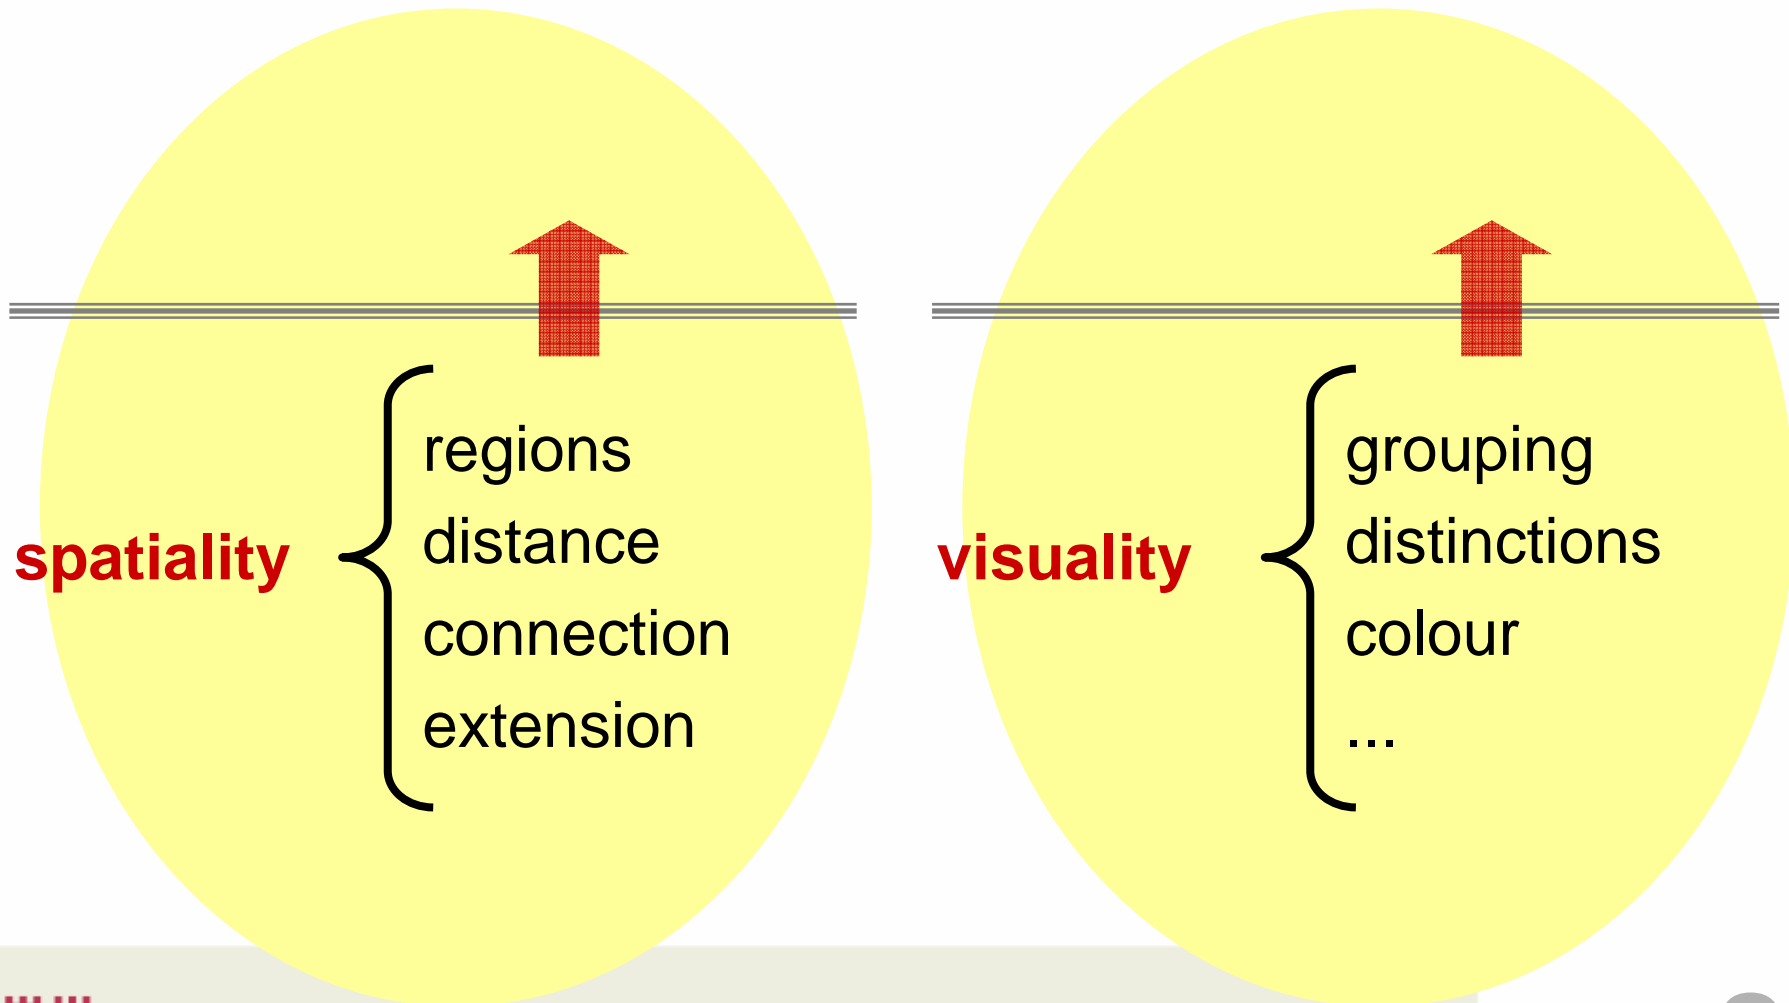 spatiality
regions
distance
connection
extension
visuality
grouping
distinctions
colour
...